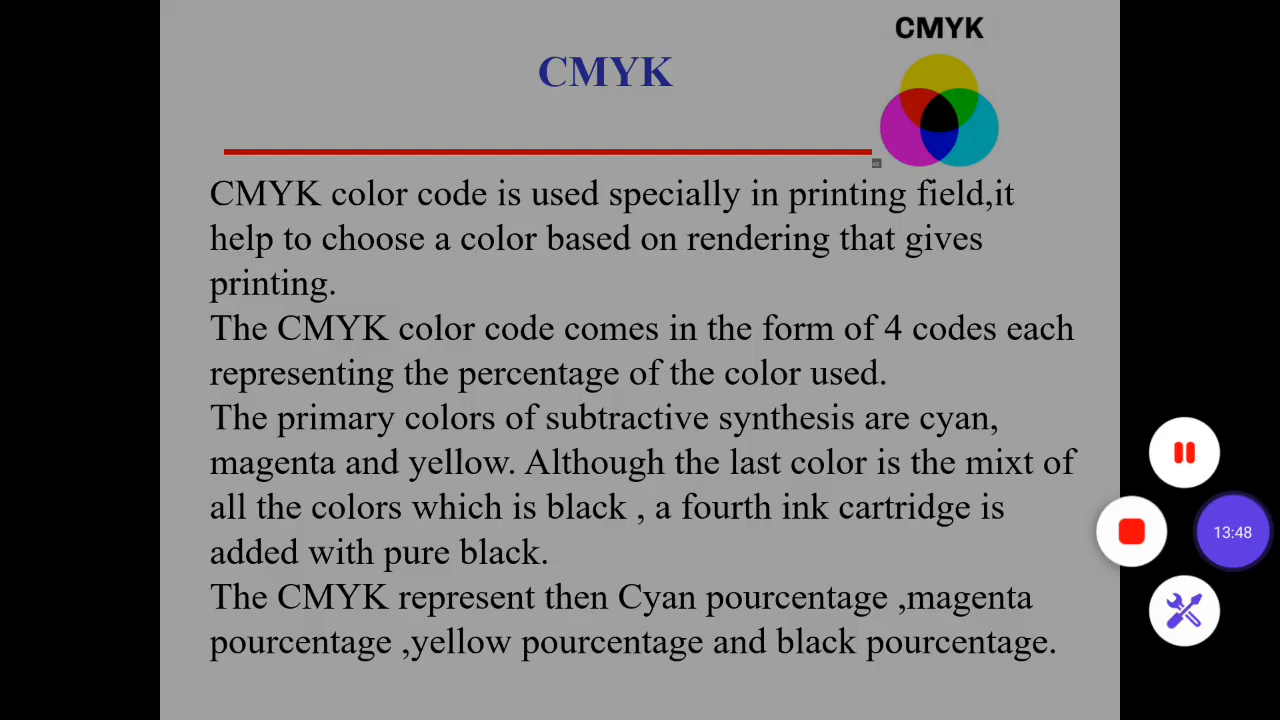 CMYK
CMYK
CMYK color code is used specially in printing field,it
help to choose a color based on rendering that gives
printing.
The CMYK color code comes in the form of 4 codes each
representing the percentage of the color used.
The primary colors of subtractive synthesis are cyan,
magenta and yellow. Although the last color is the mixt of
all the colors which is black , a fourth ink cartridge is
added with pure black.
The CMYK represent then Cyan pourcentage ,magenta
pourcentage ,yellow pourcentage and black pourcentage.
13:48